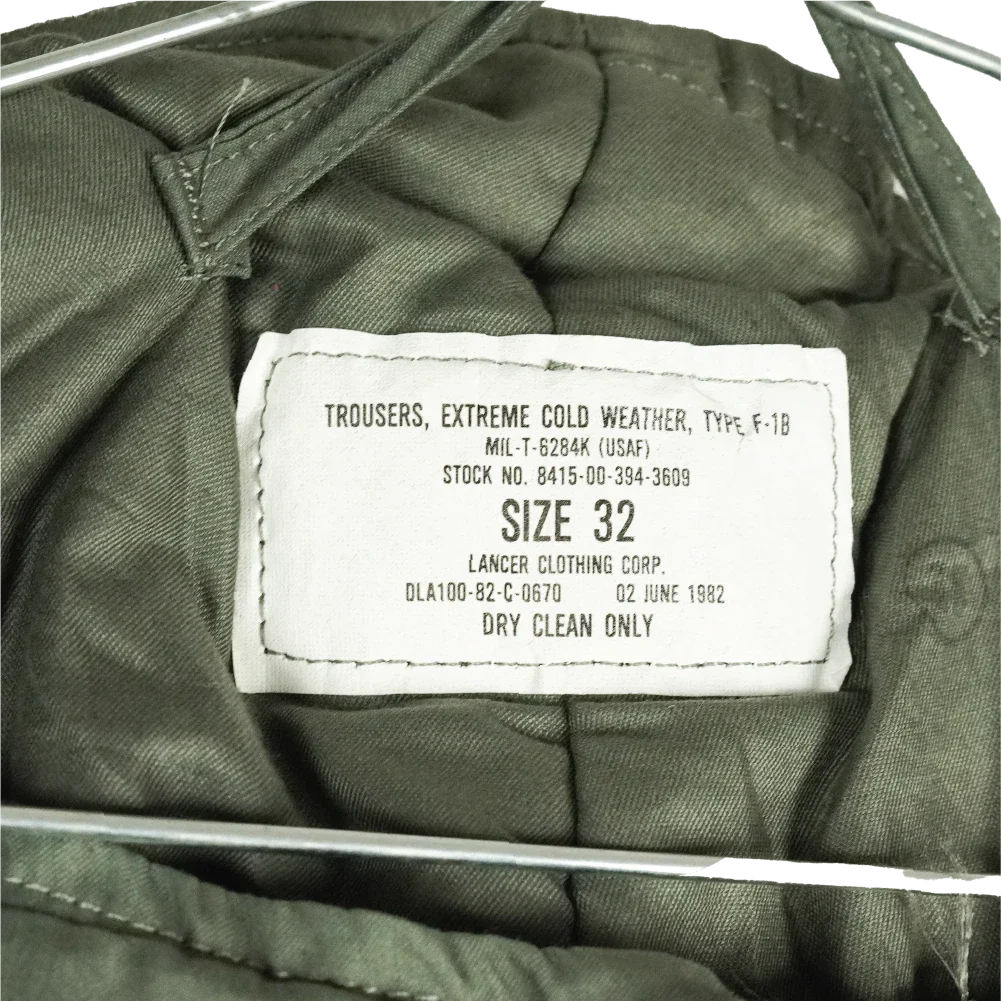 TROUSERS, EXTREME COLD WEATHER, TYPE F-1B
MIL-T-6284K (USAF)
STOCK NO. 8415-00-394-3609
SIZE 32
LANCER CLOTHING CORP.
DLA100-82-C-0670 02 JUNE 1982
DRY CLEAN ONLY